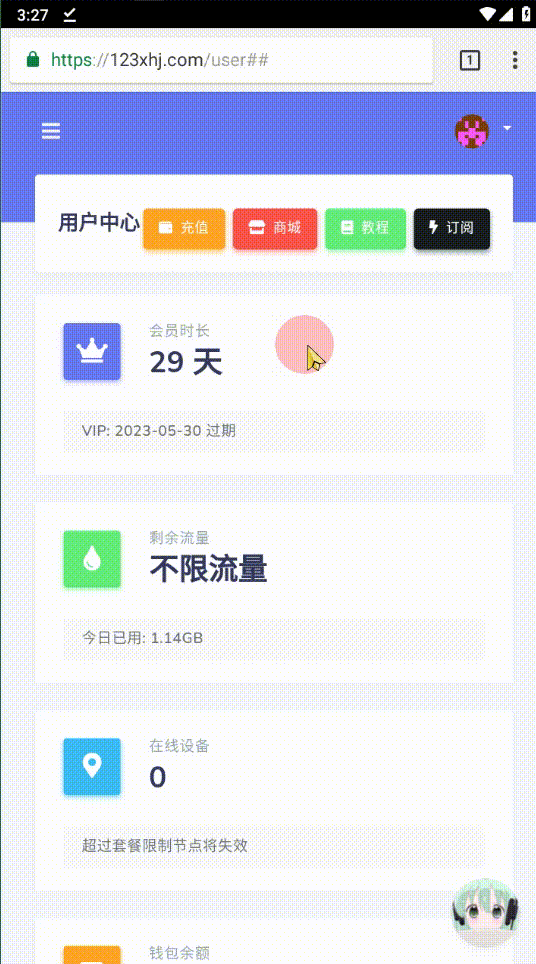 3:27
https://123xhj.com/user##
1
用户中心
充值
商城
教程
订阅
会员时长
29 天
VIP: 2023-05-30 过期
剩余流量
不限流量
今日已用: 1.14GB
在线设备
0
超过套餐限制节点将失效
钱包余额